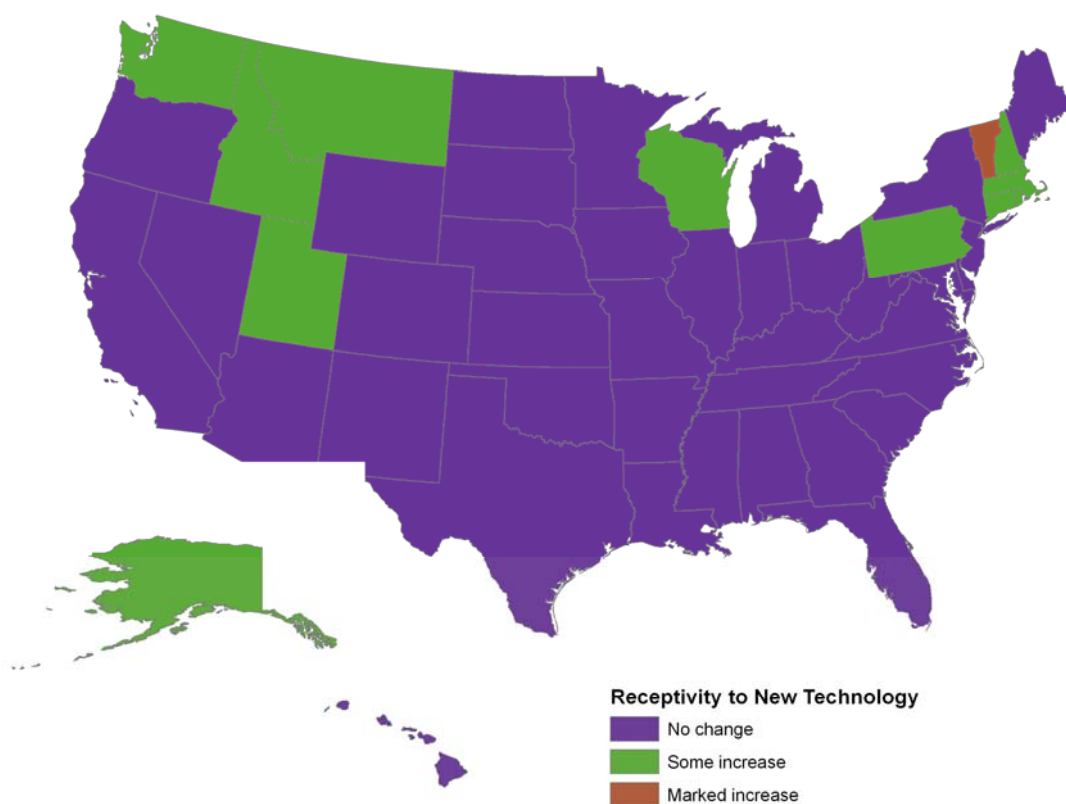 Receptivity to New Technology
No change
Some increase
Marked increase